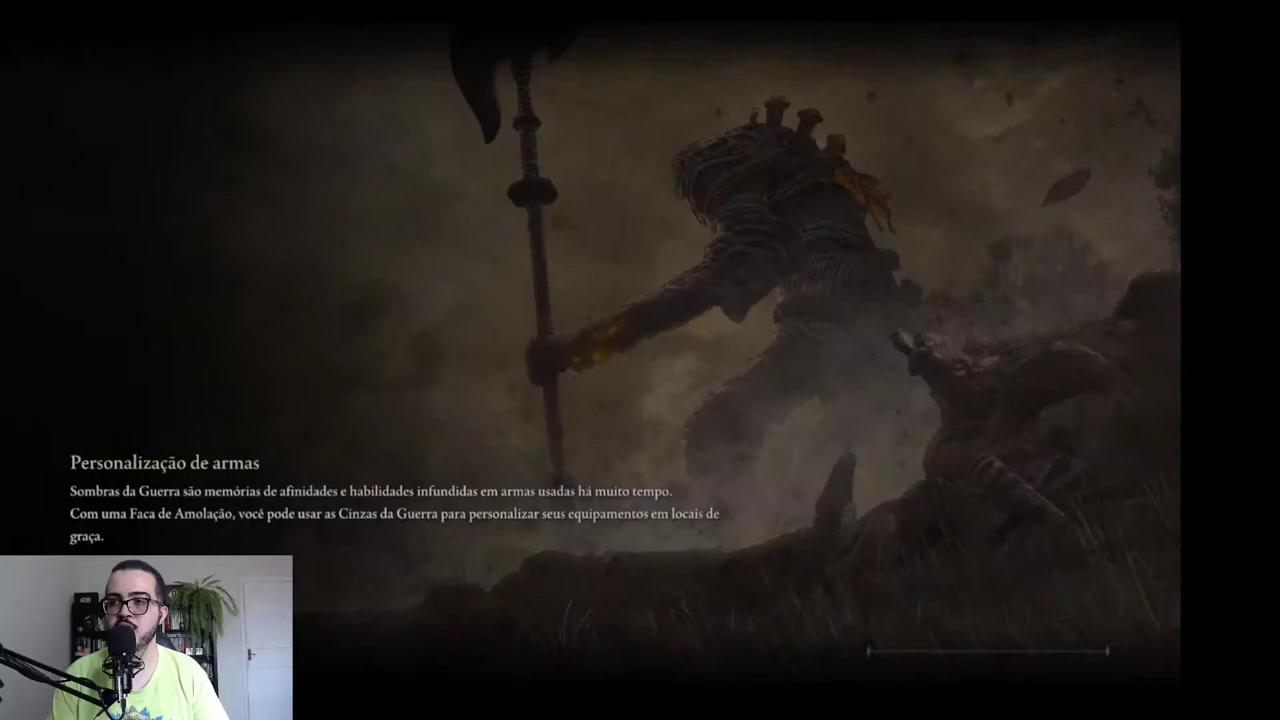 Personalização de armas
Sombras da Guerra são memórias de afinidades e habilidades infundidas em armas usadas há muito tempo.
Com uma Faca de Amolação, você pode usar as Cinzas da Guerra para personalizar seus equipamentos em locais de
graça.